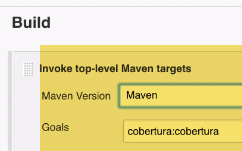 Build
Invoke top-level Maven targets
Maven Version Maven
Goals cobertura:cobertura